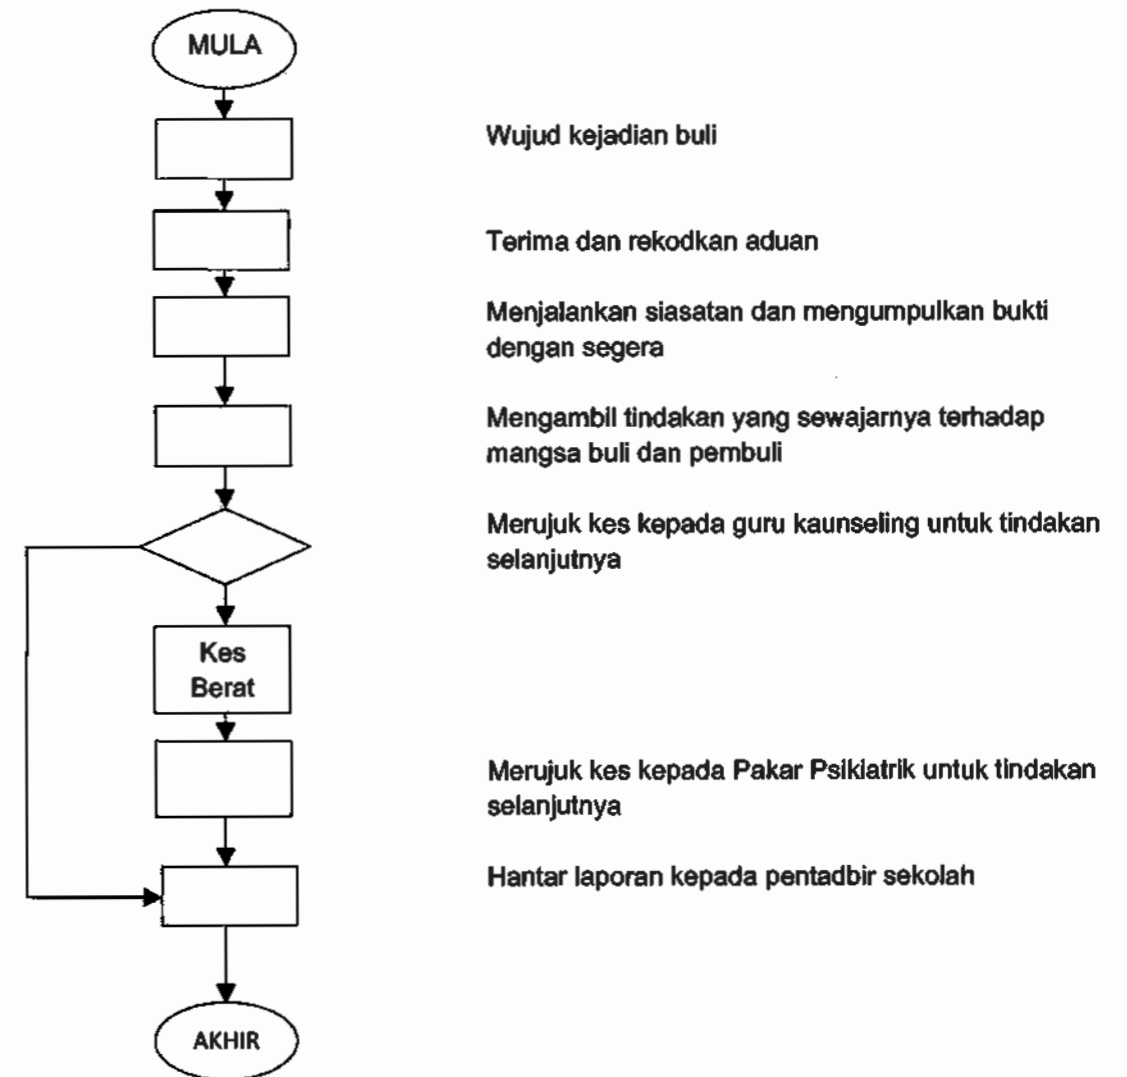 MULA
Wujud kejadian buli
Terima dan rekodkan aduan
Menjalankan siasatan dan mengumpulkan bukti
dengan segera
Mengambil tindakan yang sewajarnya terhadap
mangsa buli dan pembuli
Merujuk kes kepada guru kaunseling untuk tindakan
selanjutnya
Kes
Berat
Merujuk kes kepada Pakar Psikiatrik untuk tindakan
selanjutnya
Hantar laporan kepada pentadbir sekolah
AKHIR